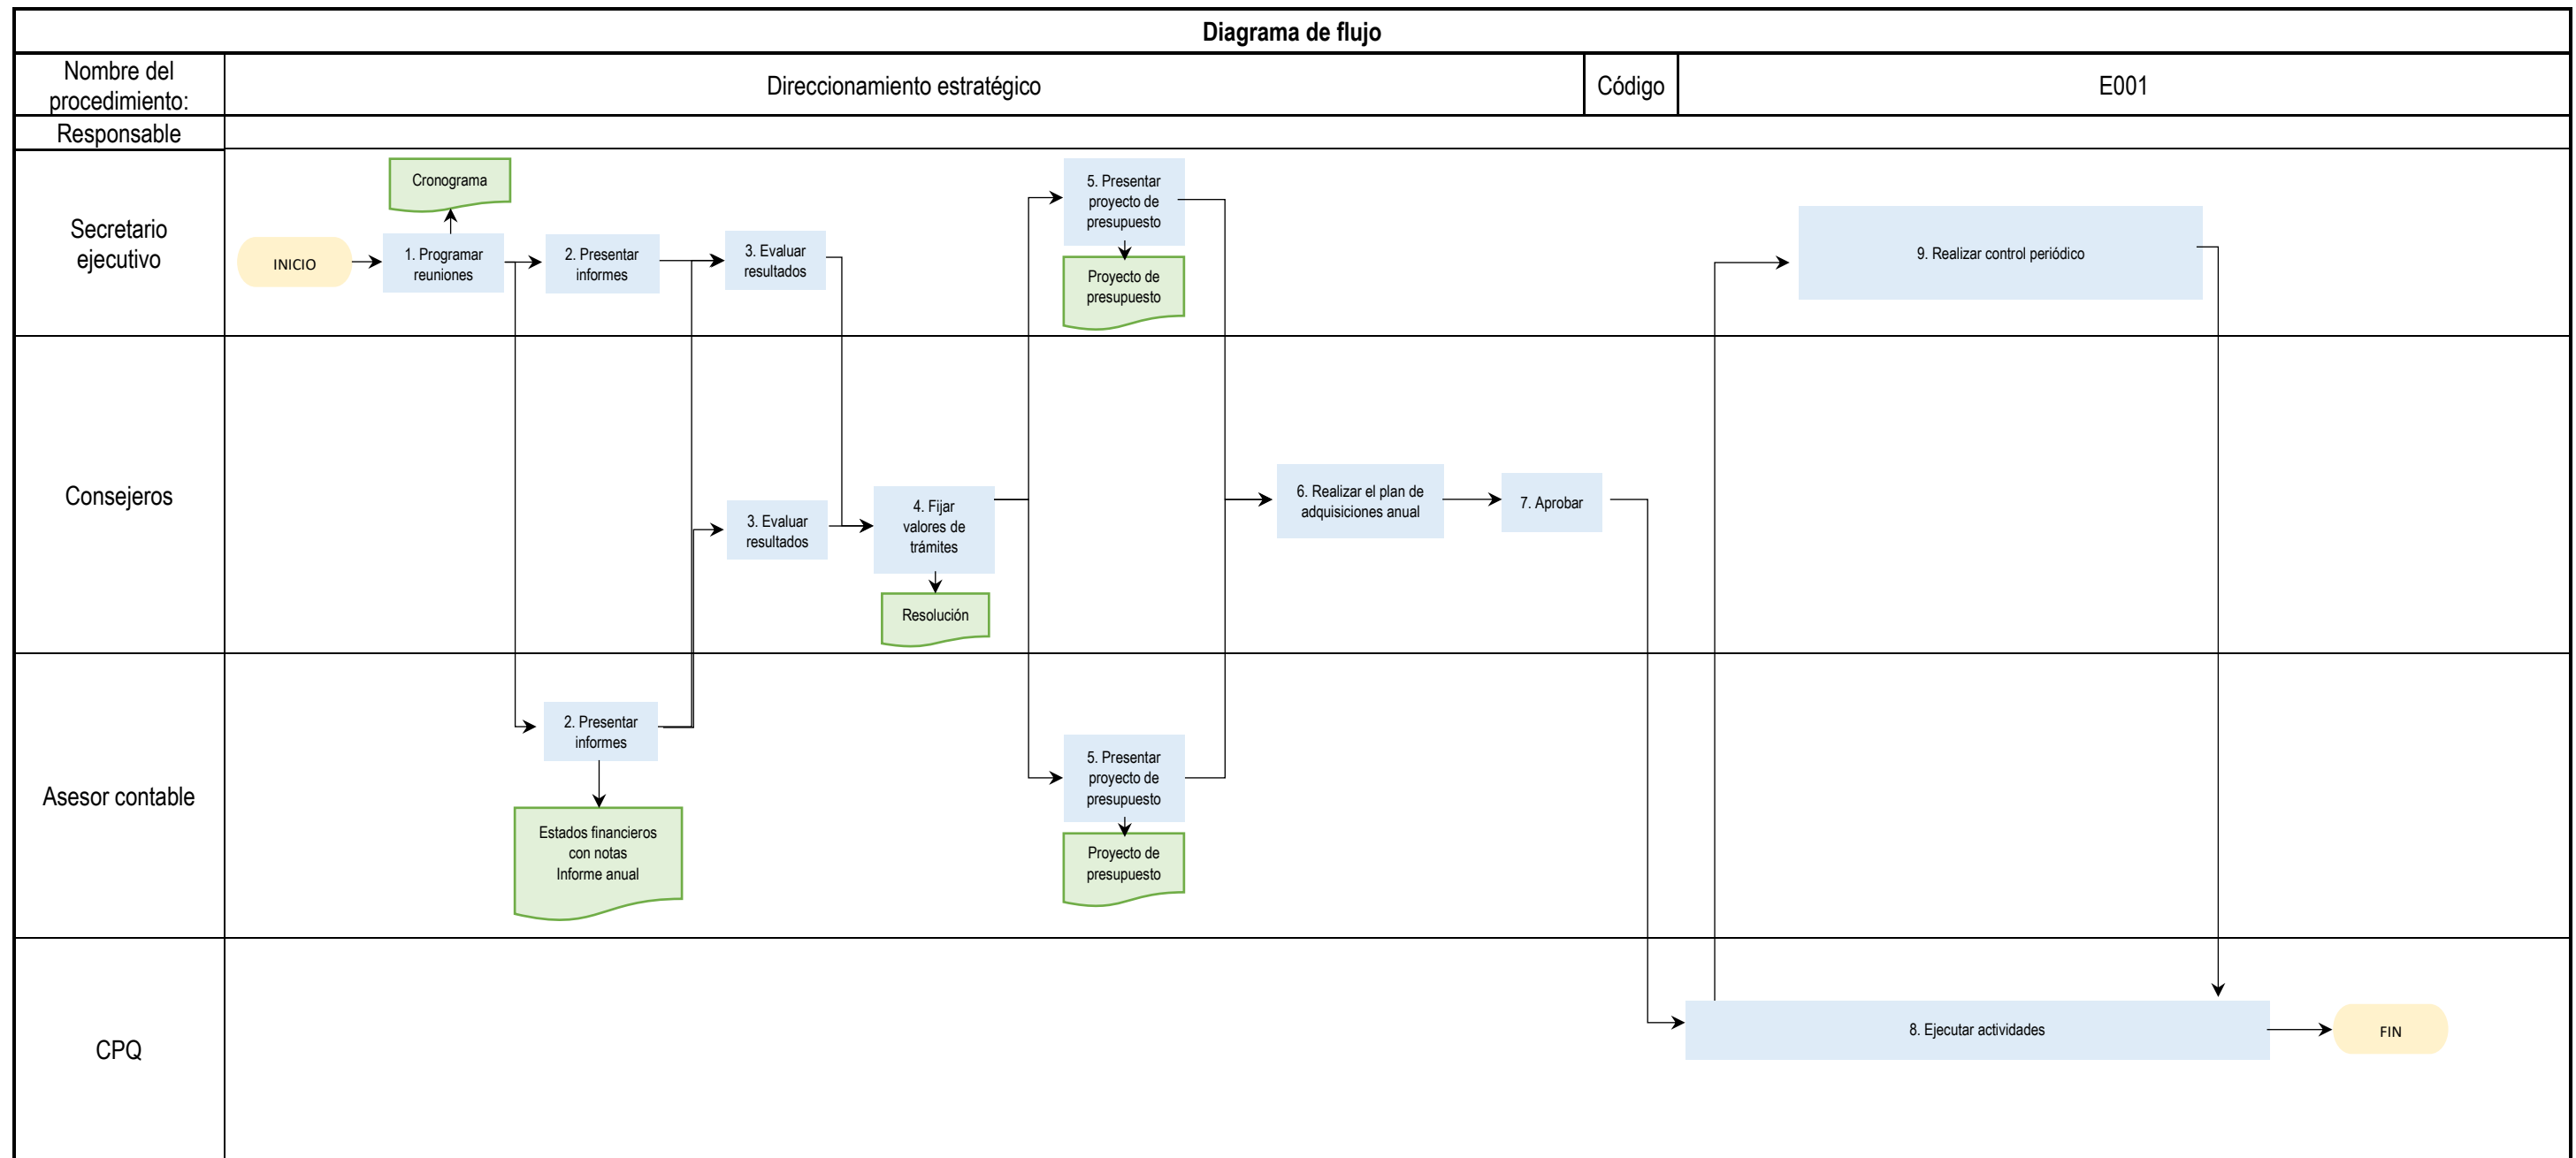 Diagrama de flujo
Nombre del
procedimiento:
Direccionamiento estratégico
Código
E001
Responsable
Secretario
ejecutivo
INICIO
Cronograma
1. Programar
reuniones
2. Presentar
informes
3. Evaluar
resultados
5. Presentar
proyecto de
presupuesto
Proyecto de
presupuesto
9. Realizar control periódico
Consejeros
3. Evaluar
resultados
4. Fijar
valores de
trámites
Resolución
6. Realizar el plan de
adquisiciones anual
7. Aprobar
Asesor contable
2. Presentar
informes
Estados financieros
con notas
Informe anual
5. Presentar
proyecto de
presupuesto
Proyecto de
presupuesto
CPQ
8. Ejecutar actividades
FIN